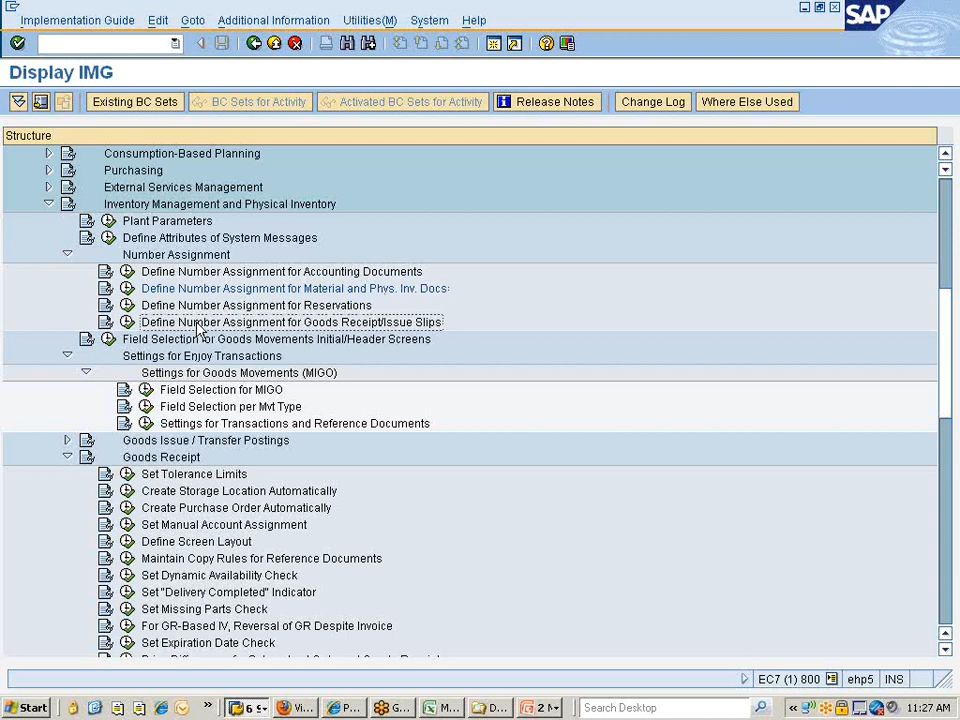 Implementation Guide Edit Goto Additional Information Utilities(M) System Help
SAP
Display IMG
Existing BC Sets BC Sets for Activity Activated BC Sets for Activity Release Notes Change Log Where Else Used
Structure
Consumption-Based Planning
Purchasing
External Services Management
Inventory Management and Physical Inventory
Plant Parameters
Define Attributes of System Messages
Number Assignment
Define Number Assignment for Accounting Documents
Define Number Assignment for Material and Phys. Inv. Docs:
Define Number Assignment for Reservations
Define Number Assignment for Goods Receipt/Issue Slips
Field Selection for Goods Movements Initial/Header Screens
Settings for Enjoy Transactions
Settings for Goods Movements (MIGO)
Field Selection for MIGO
Field Selection per Mvt Type
Settings for Transactions and Reference Documents
Goods Issue / Transfer Postings
Goods Receipt
Set Tolerance Limits
Create Storage Location Automatically
Create Purchase Order Automatically
Set Manual Account Assignment
Define Screen Layout
Maintain Copy Rules for Reference Documents
Set Dynamic Availability Check
Set "Delivery Completed" Indicator
Set Missing Parts Check
For GR-Based IV, Reversal of GR Despite Invoice
Set Expiration Date Check
EC7 (1) 800 ehp5 INS
Start » 6 S... Vi... P... G... M... D... 2 N Search Desktop « 11:27 AM